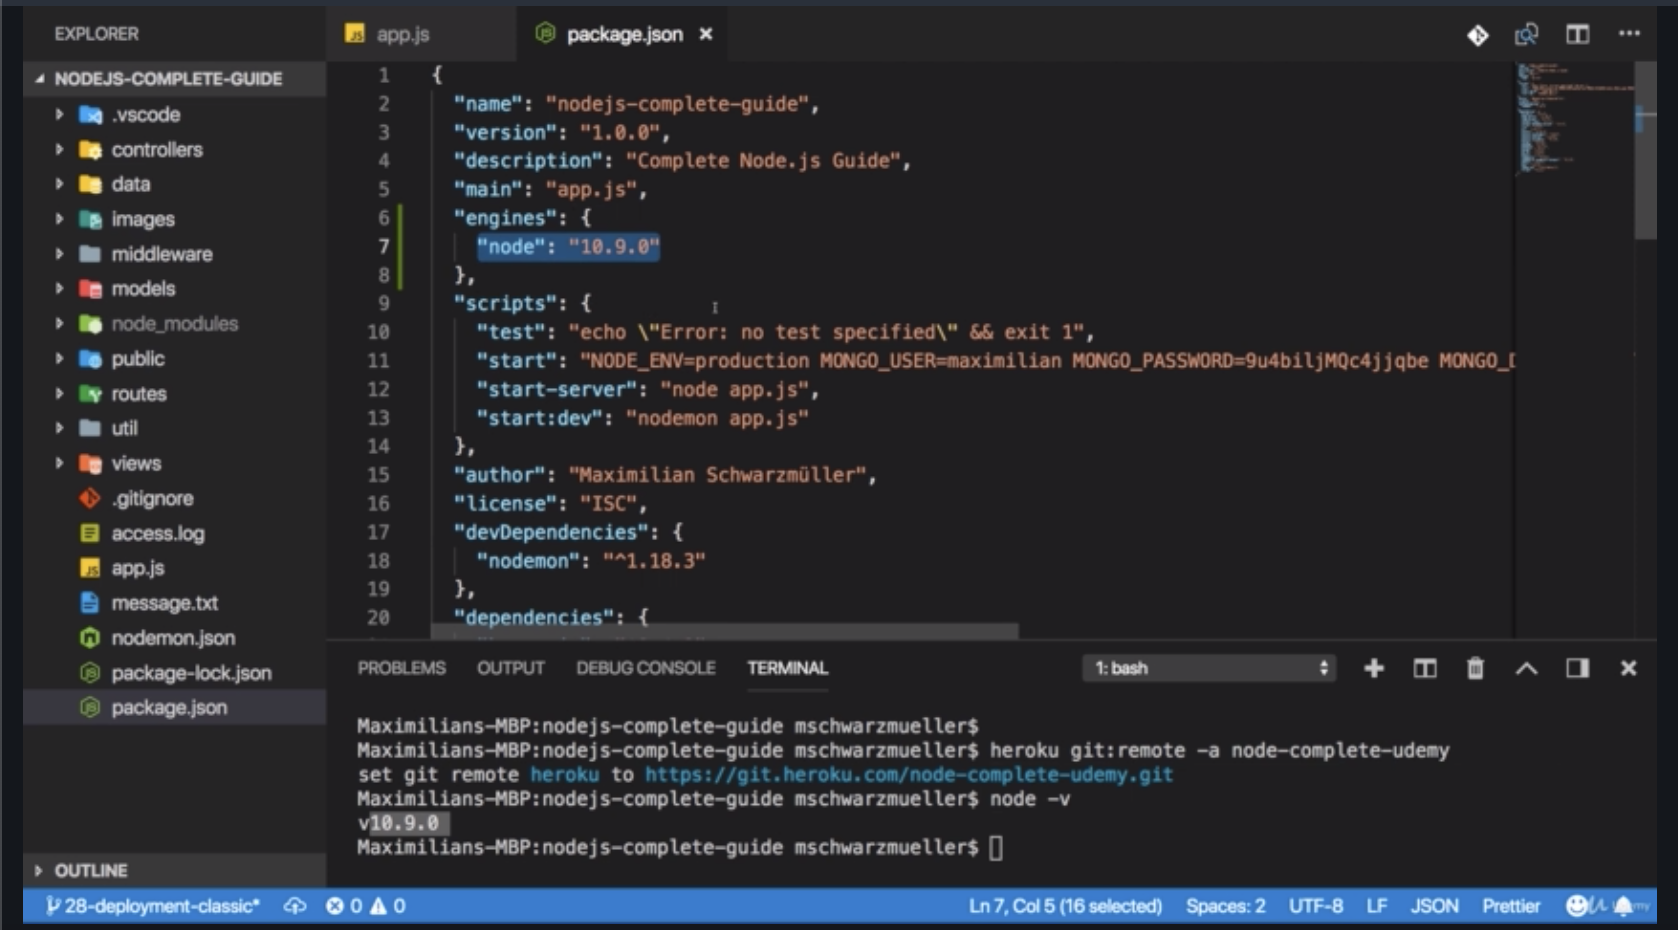 EXPLORER
NODEJS-COMPLETE-GUIDE
.vscode
controllers
data
images
middleware
models
node_modules
public
routes
util
views
.gitignore
access.log
app.js
message.txt
nodemon.json
package-lock.json
package.json
OUTLINE
app.js
package.json
1 {
2 "name": "nodejs-complete-guide",
3 "version": "1.0.0",
4 "description": "Complete Node.js Guide",
5 "main": "app.js",
6 "engines": {
7 "node": "10.9.0"
8 },
9 "scripts": {
10 "test": "echo \"Error: no test specified\" && exit 1",
11 "start": "NODE_ENV=production MONGO_USER=maximilian MONGO_PASSWORD=9u4biljMQc4jjqbe MONGO_D
12 "start-server": "node app.js",
13 "start:dev": "nodemon app.js"
14 },
15 "author": "Maximilian Schwarzmüller",
16 "license": "ISC",
17 "devDependencies": {
18 "nodemon": "^1.18.3"
19 },
20 "dependencies": {
PROBLEMS OUTPUT DEBUG CONSOLE TERMINAL 1: bash
Maximilians-MBP:nodejs-complete-guide mschwarzmueller$
Maximilians-MBP:nodejs-complete-guide mschwarzmueller$ heroku git:remote -a node-complete-udemy
set git remote heroku to https://git.heroku.com/node-complete-udemy.git
Maximilians-MBP:nodejs-complete-guide mschwarzmueller$ node -v
v10.9.0
Maximilians-MBP:nodejs-complete-guide mschwarzmueller$
28-deployment-classic* 0 0 Ln 7, Col 5 (16 selected) Spaces: 2 UTF-8 LF JSON Prettier